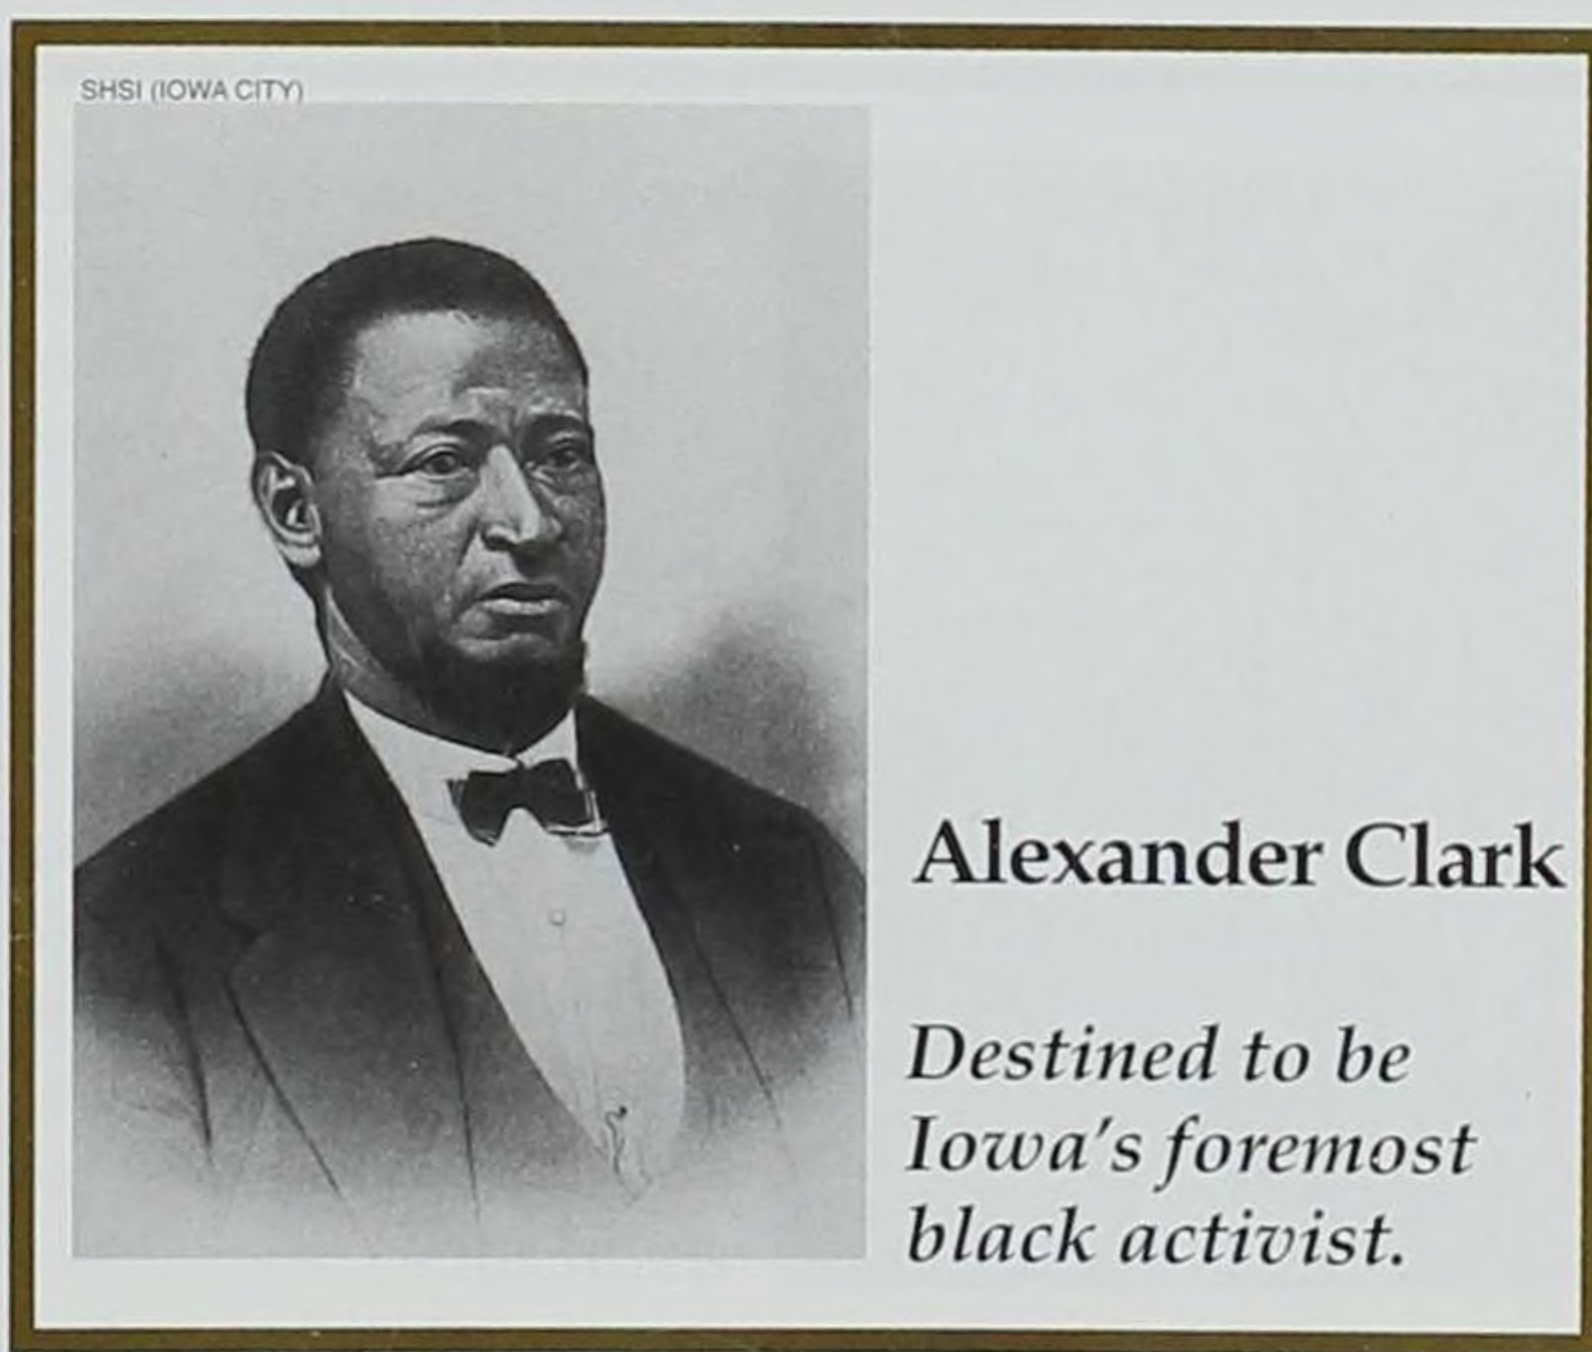 SHSI (IOWA CITY)
Alexander Clark
Destined to be
Iowa's foremost
black activist.